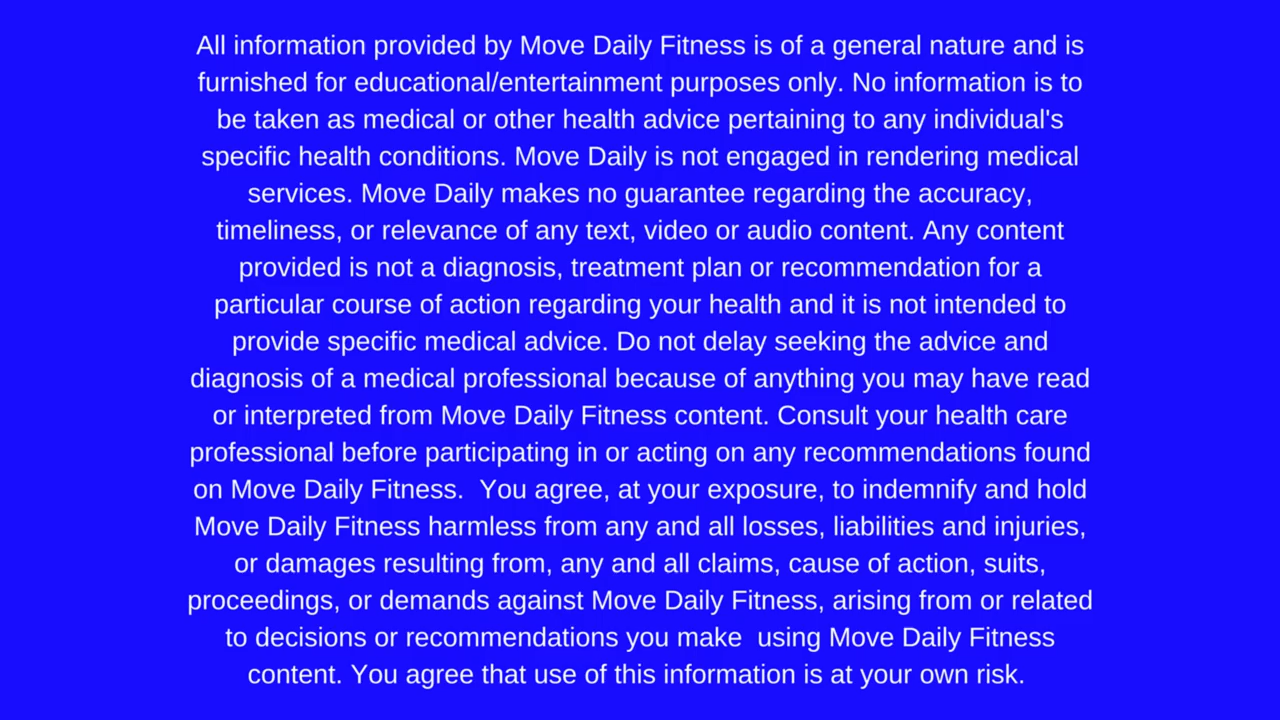 All information provided by Move Daily Fitness is of a general nature and is
furnished for educational/entertainment purposes only. No information is to
be taken as medical or other health advice pertaining to any individual's
specific health conditions. Move Daily is not engaged in rendering medical
services. Move Daily makes no guarantee regarding the accuracy,
timeliness, or relevance of any text, video or audio content. Any content
provided is not a diagnosis, treatment plan or recommendation for a
particular course of action regarding your health and it is not intended to
provide specific medical advice. Do not delay seeking the advice and
diagnosis of a medical professional because of anything you may have read
or interpreted from Move Daily Fitness content. Consult your health care
professional before participating in or acting on any recommendations found
on Move Daily Fitness.  You agree, at your exposure, to indemnify and hold
Move Daily Fitness harmless from any and all losses, liabilities and injuries,
or damages resulting from, any and all claims, cause of action, suits,
proceedings, or demands against Move Daily Fitness, arising from or related
to decisions or recommendations you make  using Move Daily Fitness
content. You agree that use of this information is at your own risk.